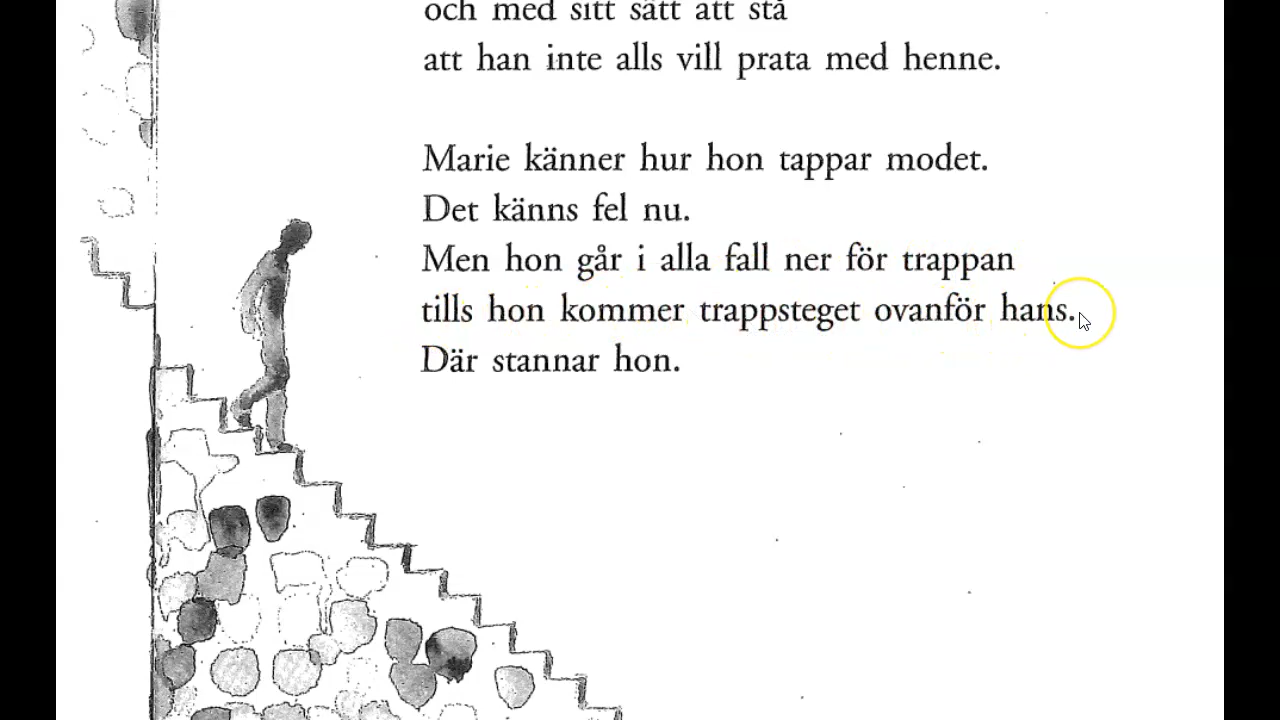 och med sitt sätt att stå
att han inte alls vill prata med henne.
Marie känner hur hon tappar modet.
Det känns fel nu.
Men hon går i alla fall ner för trappan
tills hon kommer trappsteget ovanför hans.
Där stannar hon.